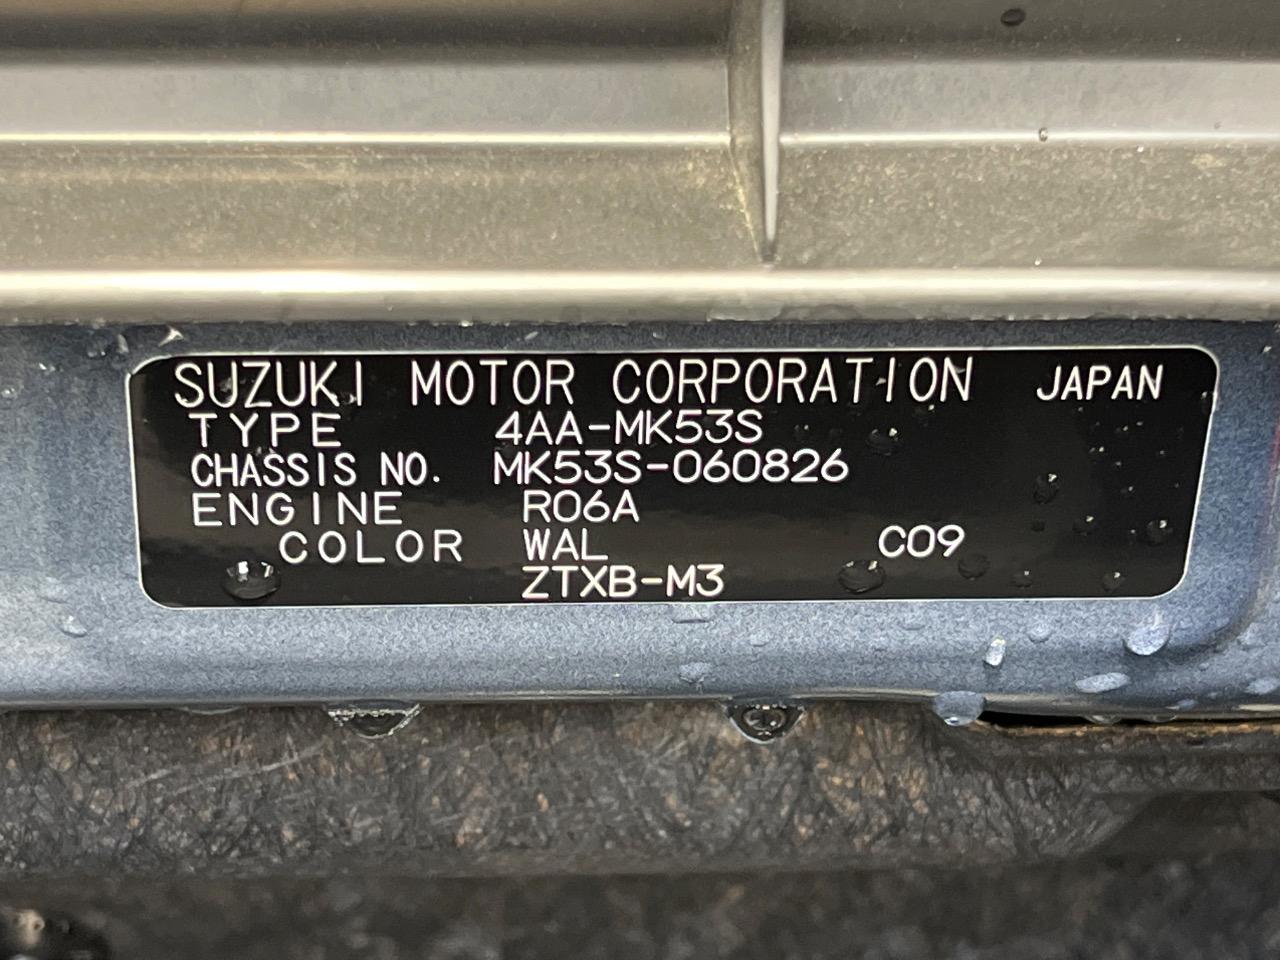 SUZUKI MOTOR CORPORATION JAPAN
TYPE 4AA-MK53S
CHASSIS NO. MK53S-060826
ENGINE R06A
COLOR WAL C09
ZTXB-M3